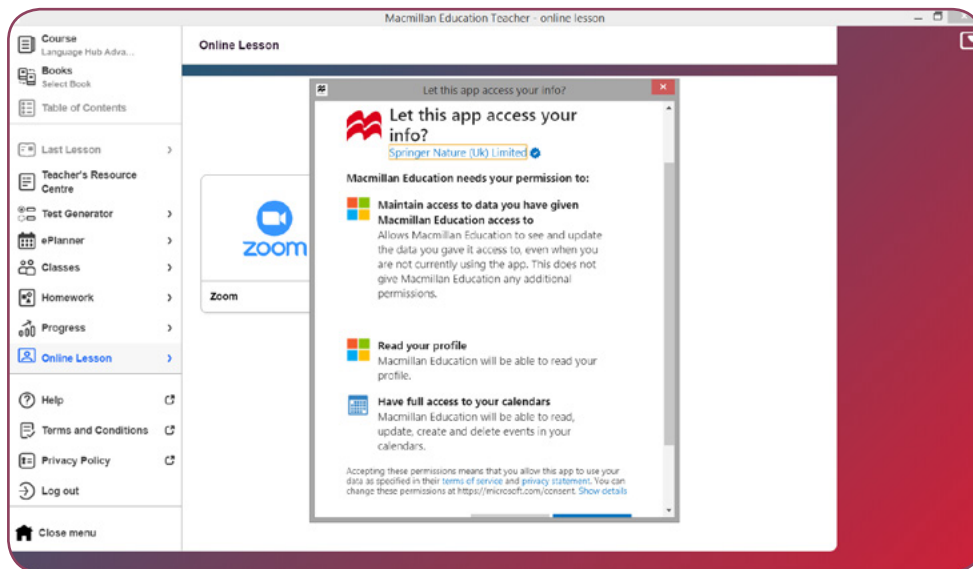 Macmillan Education Teacher - online lesson
Course
Language Hub Adva...
Books
Select Book
Table of Contents
Last Lesson
Teacher's Resource
Centre
Test Generator
ePlanner
Classes
Homework
Progress
Online Lesson
Help
Terms and Conditions
Privacy Policy
Log out
Close menu
Online Lesson
zoom
Zoom
Let this app access your info?
Let this app access your
info?
Springer Nature (Uk) Limited
Macmillan Education needs your permission to:
Maintain access to data you have given
Macmillan Education access to
Allows Macmillan Education to see and update
the data you gave it access to, even when you
are not currently using the app. This does not
give Macmillan Education any additional
permissions.
Read your profile
Macmillan Education will be able to read your
profile.
Have full access to your calendars
Macmillan Education will be able to read,
update, create and delete events in your
calendars.
Accepting these permissions means that you allow this app to use your
data as specified in their terms of service and privacy statement. You can
change these permissions at https://microsoft.com/consent. Show details